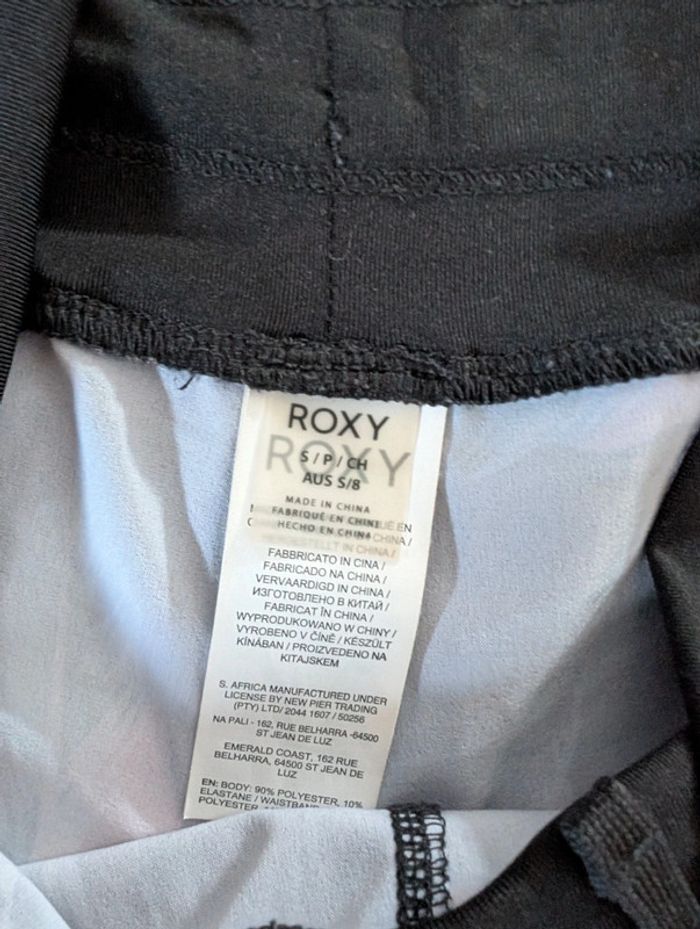 ROXY
ROXY
S / P / CH
AUS S/8
MADE IN CHINA
FABRIQUÉ EN CHINE
HECHO EN CHINA
HERGESTELLT IN CHINA /
FABBRICATO IN CINA /
FABRICADO NA CHINA /
VERVAARDIGD IN CHINA /
ИЗГОТОВЛЕНО В КИТАЙ /
FABRICAT ÎN CHINA /
WYPRODUKOWANO W CHINY /
VYROBENO V ČÍNĚ / KÉSZÜLT
KÍNÁBAN / PROIZVEDENO NA
KITAJSKEM
S. AFRICA MANUFACTURED UNDER
LICENSE BY NEW PIER TRADING
(PTY) LTD/ 2044 1607 / 50256
NA PALI - 162, RUE BELHARRA -64500
ST JEAN DE LUZ
EMERALD COAST, 162 RUE
BELHARRA, 64500 ST JEAN DE
LUZ
EN: BODY: 90% POLYESTER, 10%
ELASTANE / WAISTBAND
POLYESTER,